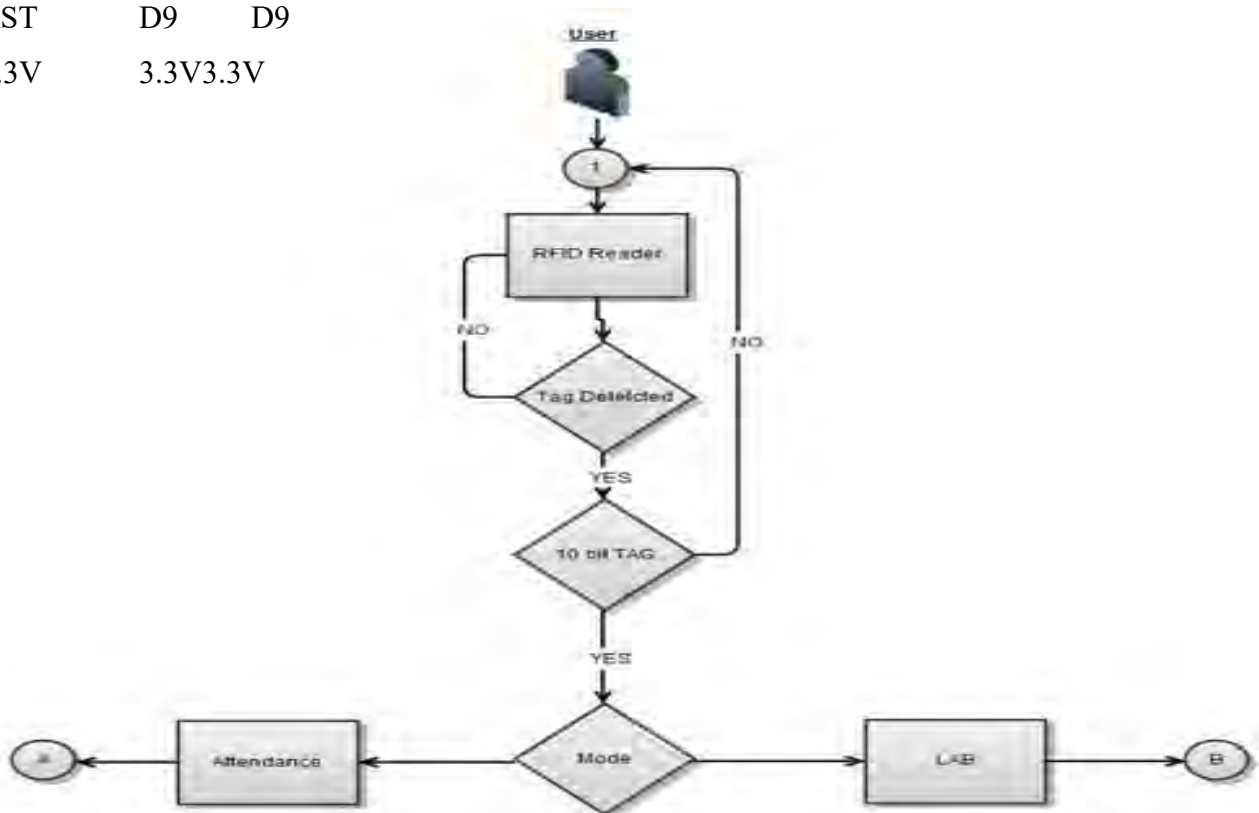 ST D9 D9
.3V 3.3V3.3V
User
1
RFID Reader
NO
NO
Tag Deteicted
YES
10 bit TAG
YES
Attendance
Mode
LAB
B